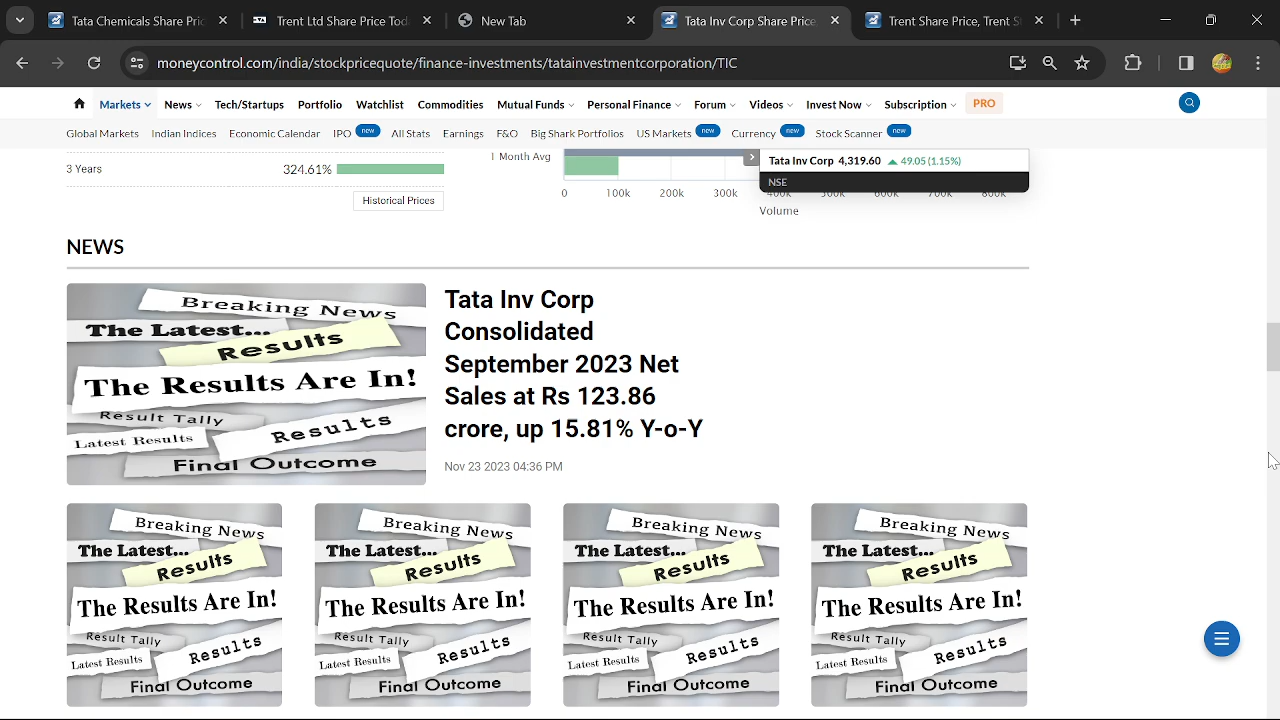 Tata Chemicals Share Pric
Trent Ltd Stock Price Toda
New Tab
Tata Inv Corp Share Price
Trent Share Price, Trent St
moneycontrol.com/india/stockpricequote/finance-investments/tatainvestmentcorporation/TIC
Markets
News
Tech/Startups
Portfolio
Watchlist
Commodities
Mutual Funds
Personal Finance
Forum
Videos
Invest Now
Subscription
PRO
Global Markets
Indian Indices
Economic Calendar
IPO new
All Stats
Earnings
F&O
Big Shark Portfolios
US Markets new
Currency new
Stock Scanner new
3 Years 324.61%
Historical Prices
1 Month Avg
0 100k 200k 300k 400k 500k 600k 700k 800k
Volume
Tata Inv Corp 4,319.60 49.05 (1.15%)
NSE
NEWS
Breaking News
The Latest...
Results
The Results Are In!
Result Tally
Results
Latest Results
Final Outcome
Tata Inv Corp
Consolidated
September 2023 Net
Sales at Rs 123.86
crore, up 15.81% Y-o-Y
Nov 23 2023 04:36 PM
Breaking News
The Latest...
Results
The Results Are In!
Result Tally
Results
Latest Results
Final Outcome
Breaking News
The Latest...
Results
The Results Are In!
Result Tally
Results
Latest Results
Final Outcome
Breaking News
The Latest...
Results
The Results Are In!
Result Tally
Results
Latest Results
Final Outcome
Breaking News
The Latest...
Results
The Results Are In!
Result Tally
Results
Latest Results
Final Outcome